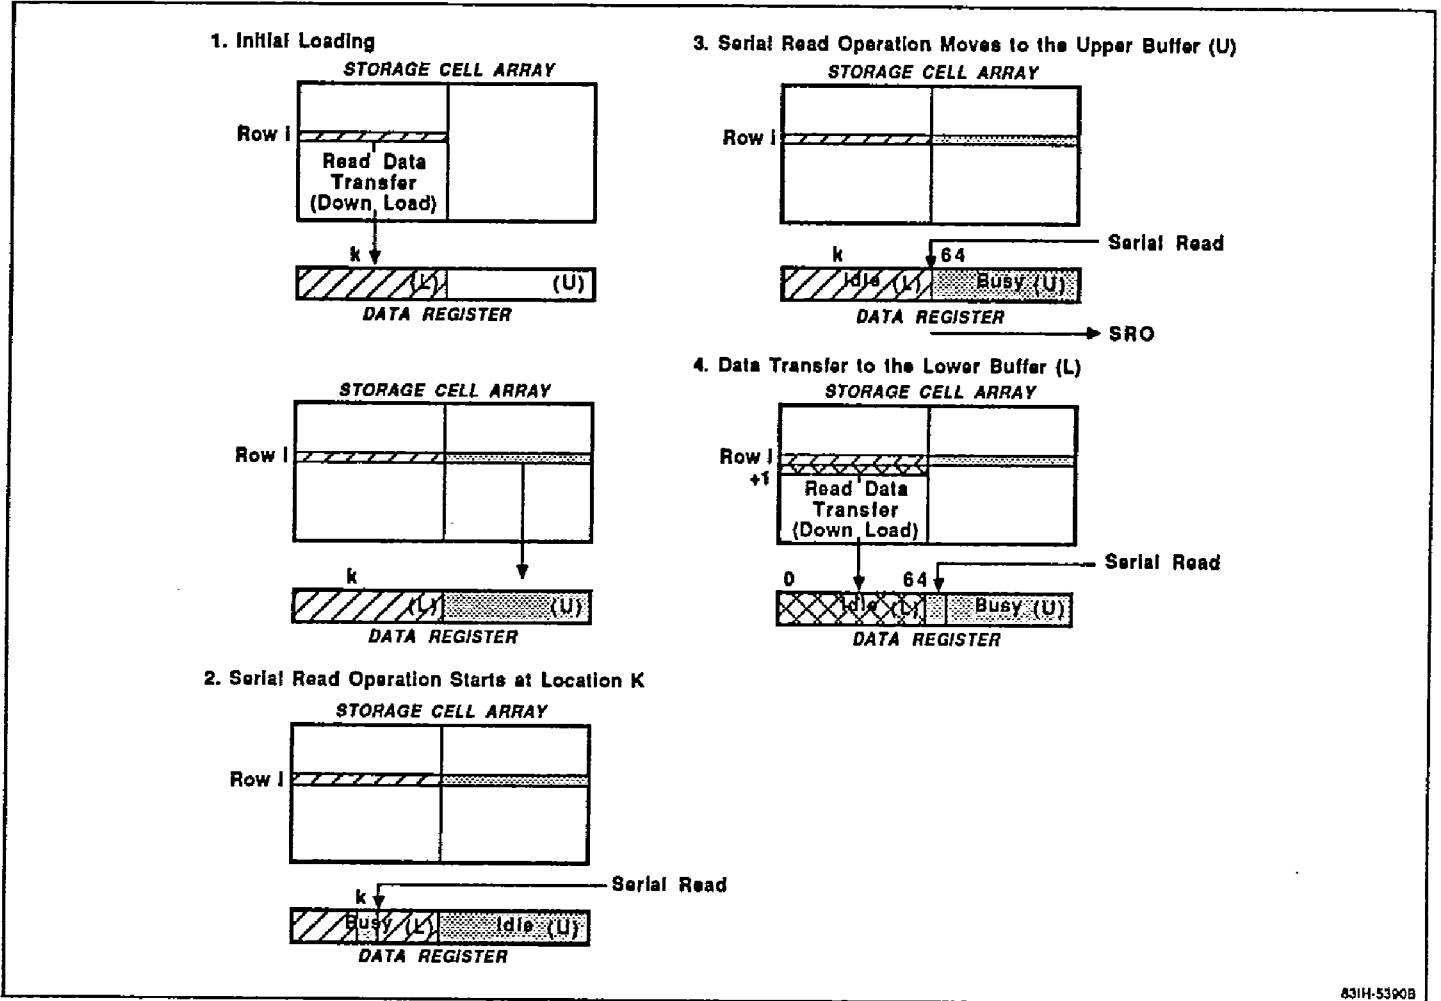 1. Initial Loading
STORAGE CELL ARRAY
Row i
Read Data
Transfer
(Down Load)
k
(L)
(U)
DATA REGISTER
STORAGE CELL ARRAY
Row i
k
(L)
(U)
DATA REGISTER
2. Serial Read Operation Starts at Location K
STORAGE CELL ARRAY
Row i
Serial Read
k
Busy (L)
Idle (U)
DATA REGISTER
3. Serial Read Operation Moves to the Upper Buffer (U)
STORAGE CELL ARRAY
Row i
Serial Read
k
64
Idle (L)
Busy (U)
DATA REGISTER
SRO
4. Data Transfer to the Lower Buffer (L)
STORAGE CELL ARRAY
Row i
+1
Read Data
Transfer
(Down Load)
Serial Read
0
64
Idle (L)
Busy (U)
DATA REGISTER
83IH-5390B